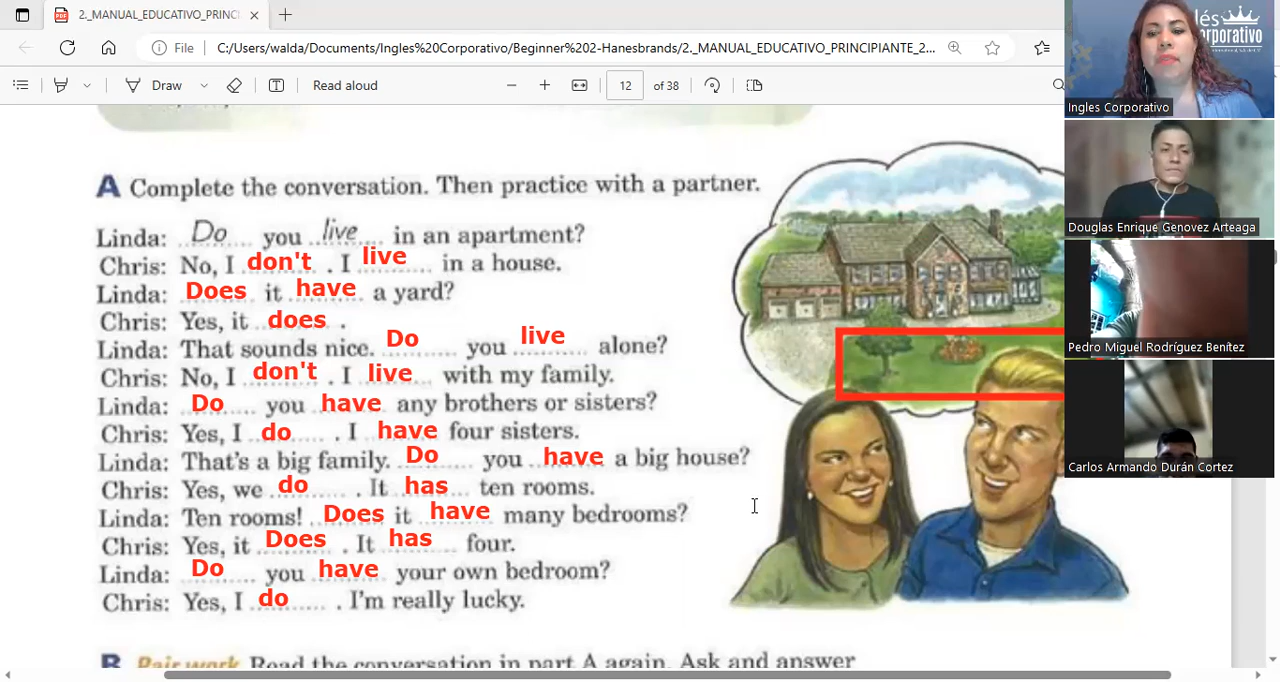 2._MANUAL_EDUCATIVO_PRINCI
File C:/Users/walda/Documents/Ingles%20Corporativo/Beginner%202-Hanesbrands/2._MANUAL_EDUCATIVO_PRINCIPIANTE_2...
Draw Read aloud 12 of 38
A Complete the conversation. Then practice with a partner.
Linda: Do you live in an apartment?
Chris: No, I don't . I live in a house.
Linda: Does it have a yard?
Chris: Yes, it does .
Linda: That sounds nice. Do you live alone?
Chris: No, I don't . I live with my family.
Linda: Do you have any brothers or sisters?
Chris: Yes, I do . I have four sisters.
Linda: That's a big family. Do you have a big house?
Chris: Yes, we do . It has ten rooms.
Linda: Ten rooms! Does it have many bedrooms?
Chris: Yes, it Does . It has four.
Linda: Do you have your own bedroom?
Chris: Yes, I do . I'm really lucky.
B Pair work Read the conversation in part A again. Ask and answer
lés
orporativo
Ingles Corporativo
Douglas Enrique Genovez Arteaga
Pedro Miguel Rodríguez Benítez
Carlos Armando Durán Cortez